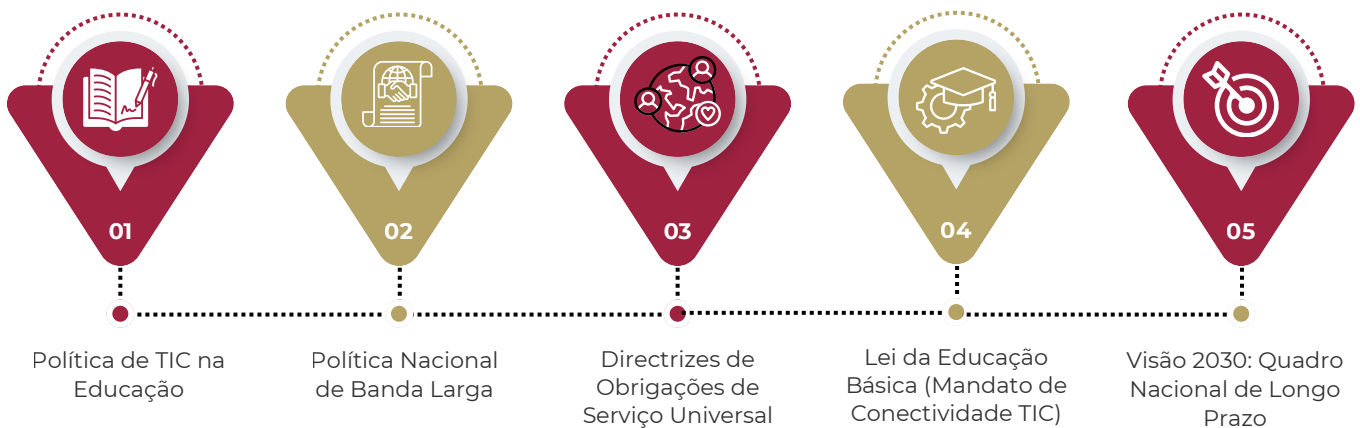 01
02
03
04
05
Política de TIC na
Educação
Política Nacional
de Banda Larga
Directrizes de
Obrigações de
Serviço Universal
Lei da Educação
Básica (Mandato de
Conectividade TIC)
Visão 2030: Quadro
Nacional de Longo
Prazo